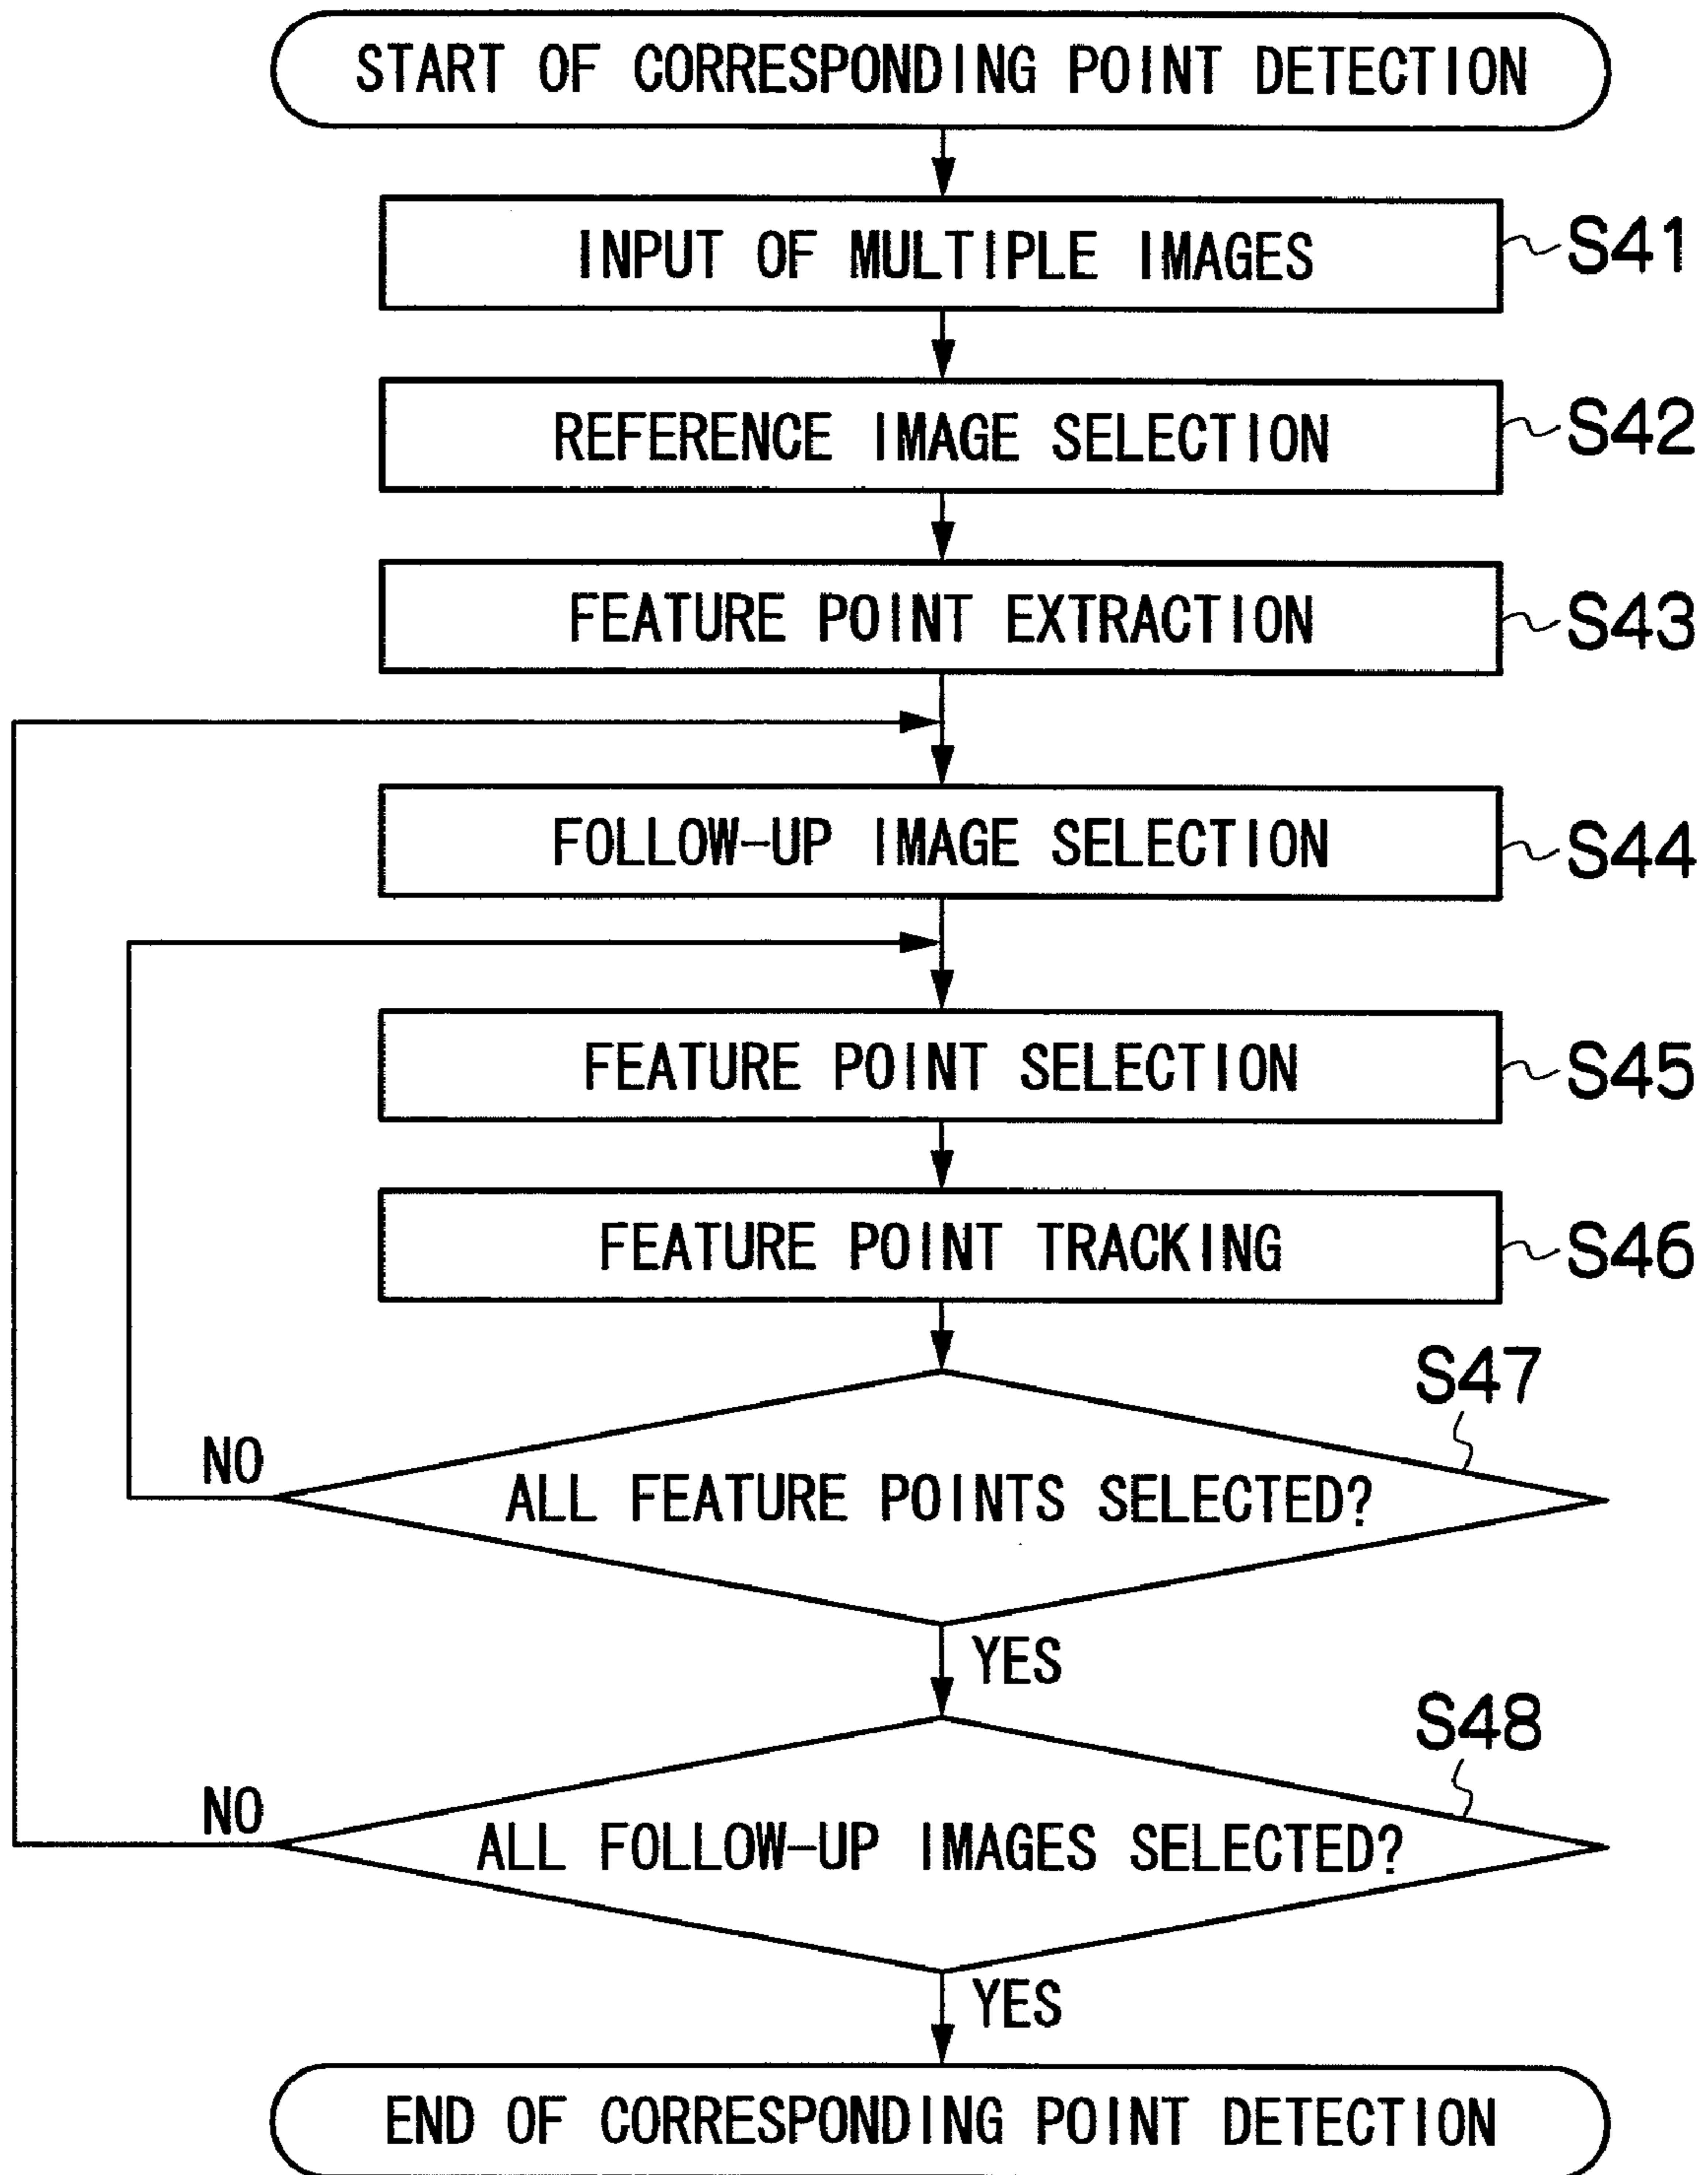 START OF CORRESPONDING POINT DETECTION
INPUT OF MULTIPLE IMAGES
S41
REFERENCE IMAGE SELECTION
S42
FEATURE POINT EXTRACTION
S43
FOLLOW-UP IMAGE SELECTION
S44
FEATURE POINT SELECTION
S45
FEATURE POINT TRACKING
S46
S47
NO
ALL FEATURE POINTS SELECTED?
YES
S48
NO
ALL FOLLOW-UP IMAGES SELECTED?
YES
END OF CORRESPONDING POINT DETECTION